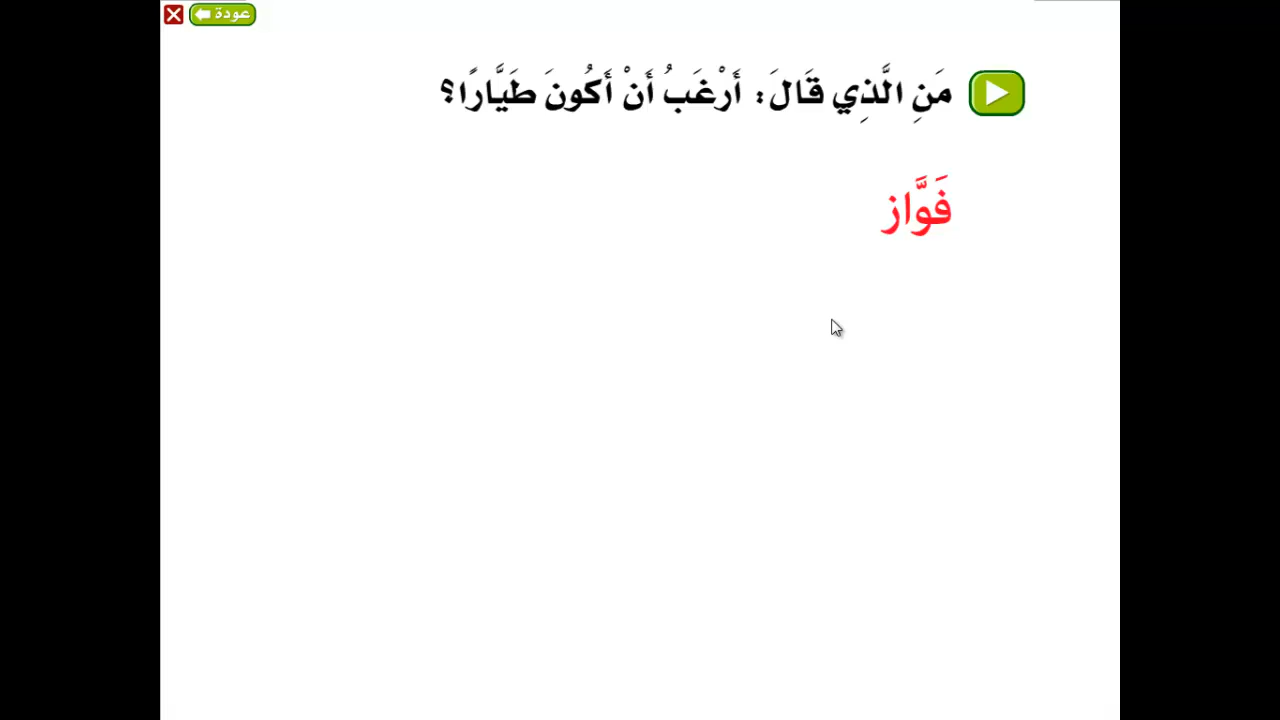 عودة
مَنِ الَّذِي قَالَ: أَرْغَبُ أَنْ أَكُونَ طَيَّارًا؟
فَوَّاز